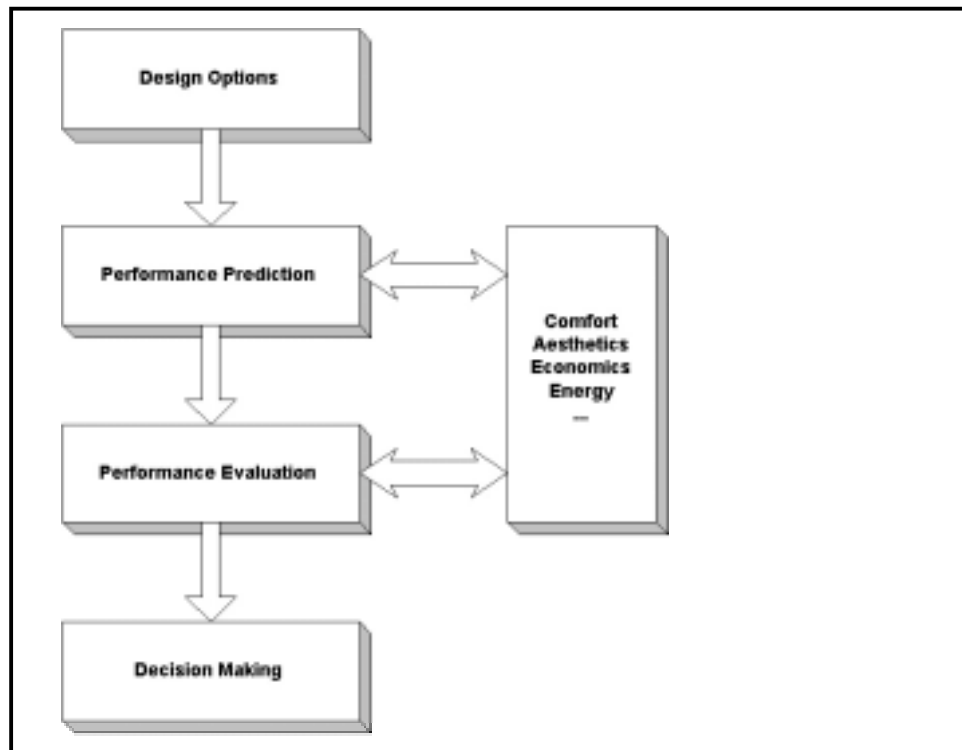 Design Options
Performance Prediction
Comfort
Aesthetics
Economics
Energy
...
Performance Evaluation
Decision Making